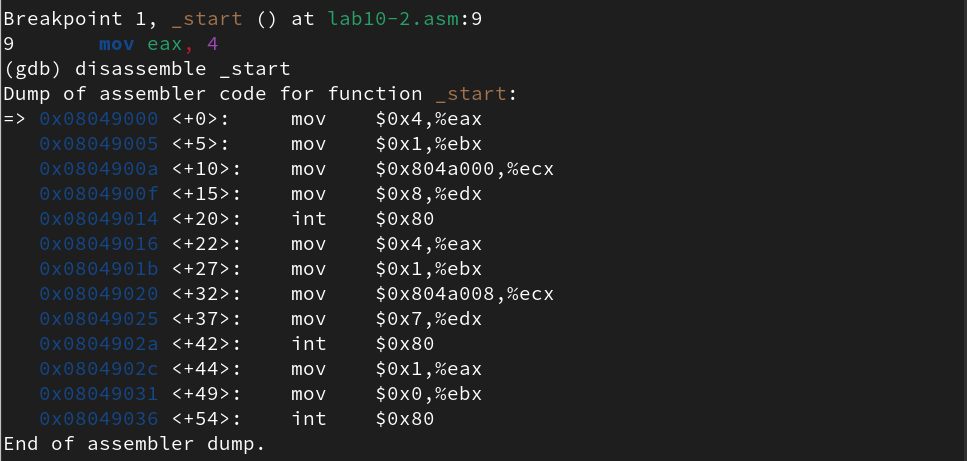 Breakpoint 1, _start () at lab10-2.asm:9
9       mov eax, 4
(gdb) disassemble _start
Dump of assembler code for function _start:
=> 0x08049000 <+0>:     mov    $0x4,%eax
   0x08049005 <+5>:     mov    $0x1,%ebx
   0x0804900a <+10>:    mov    $0x804a000,%ecx
   0x0804900f <+15>:    mov    $0x8,%edx
   0x08049014 <+20>:    int    $0x80
   0x08049016 <+22>:    mov    $0x4,%eax
   0x0804901b <+27>:    mov    $0x1,%ebx
   0x08049020 <+32>:    mov    $0x804a008,%ecx
   0x08049025 <+37>:    mov    $0x7,%edx
   0x0804902a <+42>:    int    $0x80
   0x0804902c <+44>:    mov    $0x1,%eax
   0x08049031 <+49>:    mov    $0x0,%ebx
   0x08049036 <+54>:    int    $0x80
End of assembler dump.